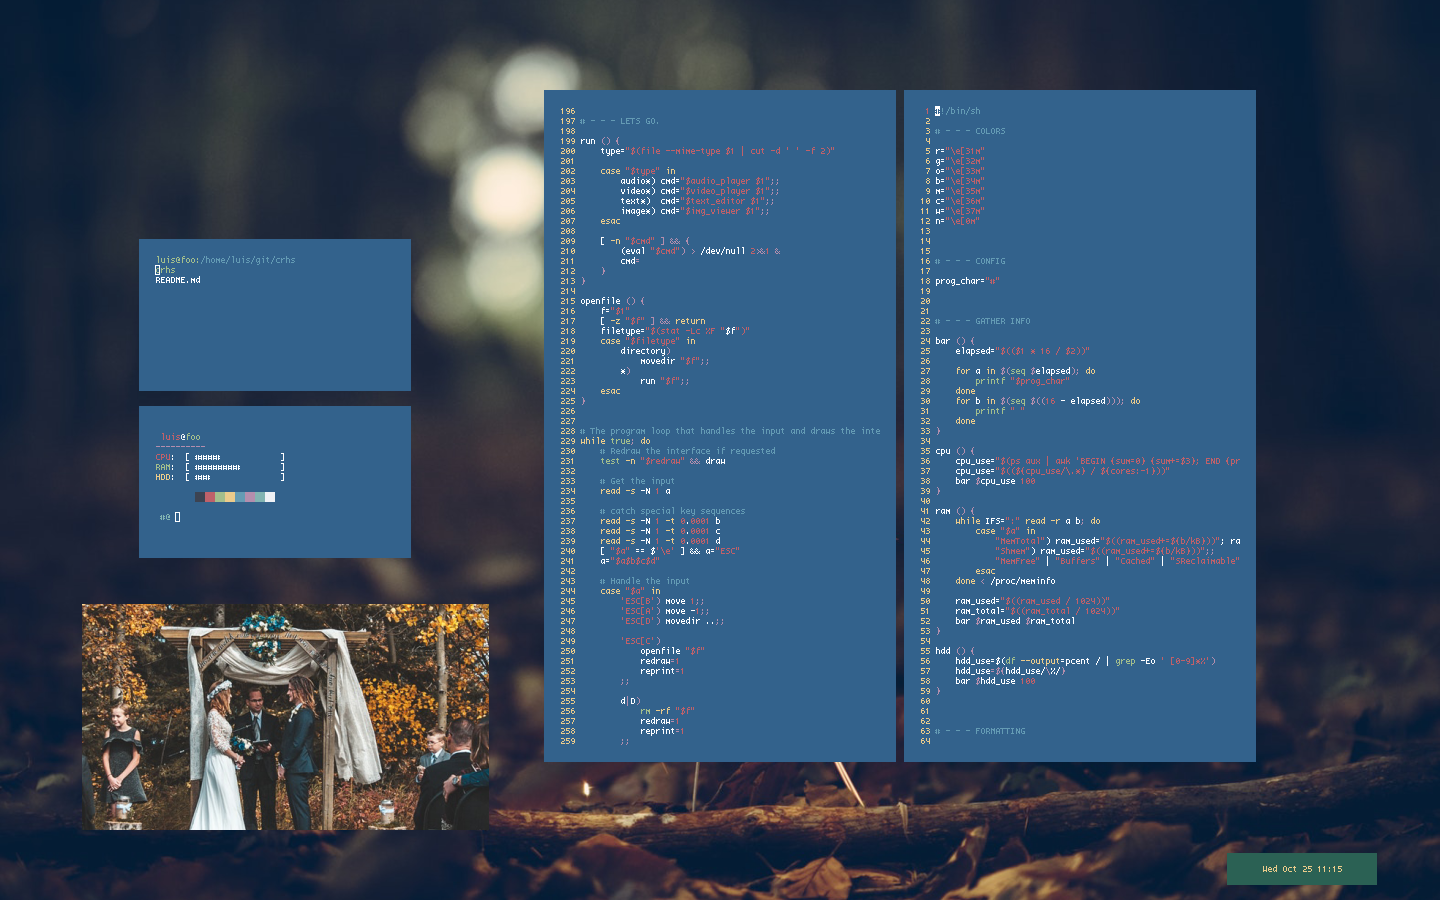 luis@foo:/home/luis/git/crhs
crhs
README.md
luis@foo
----------
CPU: [ ##### ]
RAM: [ ######### ]
HDD: [ ### ]
#@
196
197 # - - - LETS GO.
198
199 run () {
200 type="$(file --mime-type $1 | cut -d ' ' -f 2)"
201
202 case "$type" in
203 audio*) cmd="$audio_player $1";;
204 video*) cmd="$video_player $1";;
205 text*) cmd="$text_editor $1";;
206 image*) cmd="$img_viewer $1";;
207 esac
208
209 [ -n "$cmd" ] && {
210 (eval "$cmd") > /dev/null 2>&1 &
211 cmd=
212 }
213 }
214
215 openfile () {
216 f="$1"
217 [ -z "$f" ] && return
218 filetype="$(stat -Lc %F "$f")"
219 case "$filetype" in
220 directory)
221 movedir "$f";;
222 *)
223 run "$f";;
224 esac
225 }
226
227
228 # The program loop that handles the input and draws the inte
229 while true; do
230 # Redraw the interface if requested
231 test -n "$redraw" && draw
232
233 # Get the input
234 read -s -N 1 a
235
236 # catch special key sequences
237 read -s -N 1 -t 0.0001 b
238 read -s -N 1 -t 0.0001 c
239 read -s -N 1 -t 0.0001 d
240 [ "$a" == $'\e' ] && a="ESC"
241 a="$a$b$c$d"
242
243 # Handle the input
244 case "$a" in
245 'ESC[B') move 1;;
246 'ESC[A') move -1;;
247 'ESC[D') movedir ..;;
248
249 'ESC[C')
250 openfile "$f"
251 redraw=1
252 reprint=1
253 ;;
254
255 d|D)
256 rm -rf "$f"
257 redraw=1
258 reprint=1
259 ;;
1 #!/bin/sh
2
3 # - - - COLORS
4
5 r="\e[31m"
6 g="\e[32m"
7 o="\e[33m"
8 b="\e[34m"
9 m="\e[35m"
10 c="\e[36m"
11 w="\e[37m"
12 n="\e[0m"
13
14
15
16 # - - - CONFIG
17
18 prog_char="#"
19
20
21
22 # - - - GATHER INFO
23
24 bar () {
25 elapsed="$(($1 * 16 / $2))"
26
27 for a in $(seq $elapsed); do
28 printf "$prog_char"
29 done
30 for b in $(seq $((16 - elapsed))); do
31 printf " "
32 done
33 }
34
35 cpu () {
36 cpu_use="$(ps aux | awk 'BEGIN {sum=0} {sum+=$3}; END {pr
37 cpu_use="$((${cpu_use/\.*} / ${cores:-1}))"
38 bar $cpu_use 100
39 }
40
41 ram () {
42 while IFS=":" read -r a b; do
43 case "$a" in
44 "MemTotal") ram_used="$((ram_used+=${b/kB}))"; ra
45 "Shmem") ram_used="$((ram_used+=${b/kB}))";;
46 "MemFree" | "Buffers" | "Cached" | "SReclaimable"
47 esac
48 done < /proc/meminfo
49
50 ram_used="$((ram_used / 1024))"
51 ram_total="$((ram_total / 1024))"
52 bar $ram_used $ram_total
53 }
54
55 hdd () {
56 hdd_use=$(df --output=pcent / | grep -Eo ' [0-9]*%')
57 hdd_use=${hdd_use/\%/}
58 bar $hdd_use 100
59 }
60
61
62
63 # - - - FORMATTING
64
Wed Oct 25 11:15